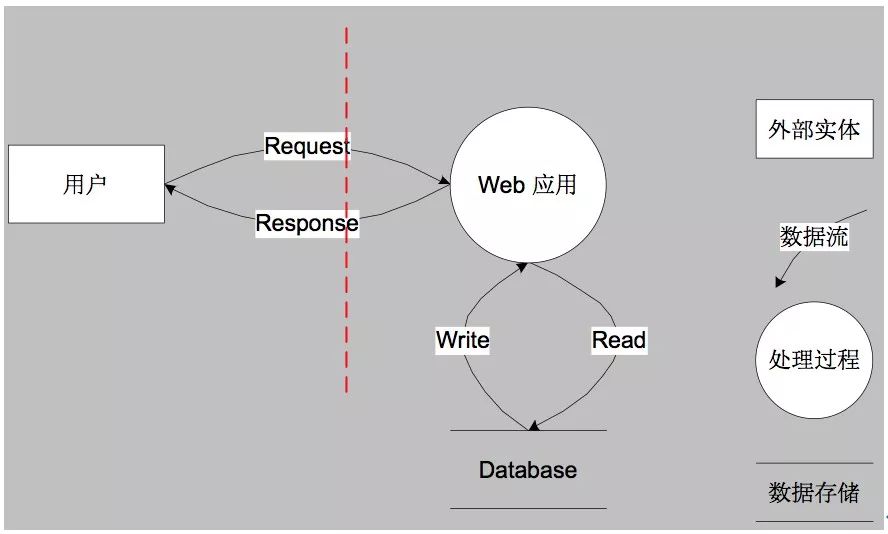 用户
Request
Response
Web 应用
Write
Read
Database
外部实体
数据流
处理过程
数据存储